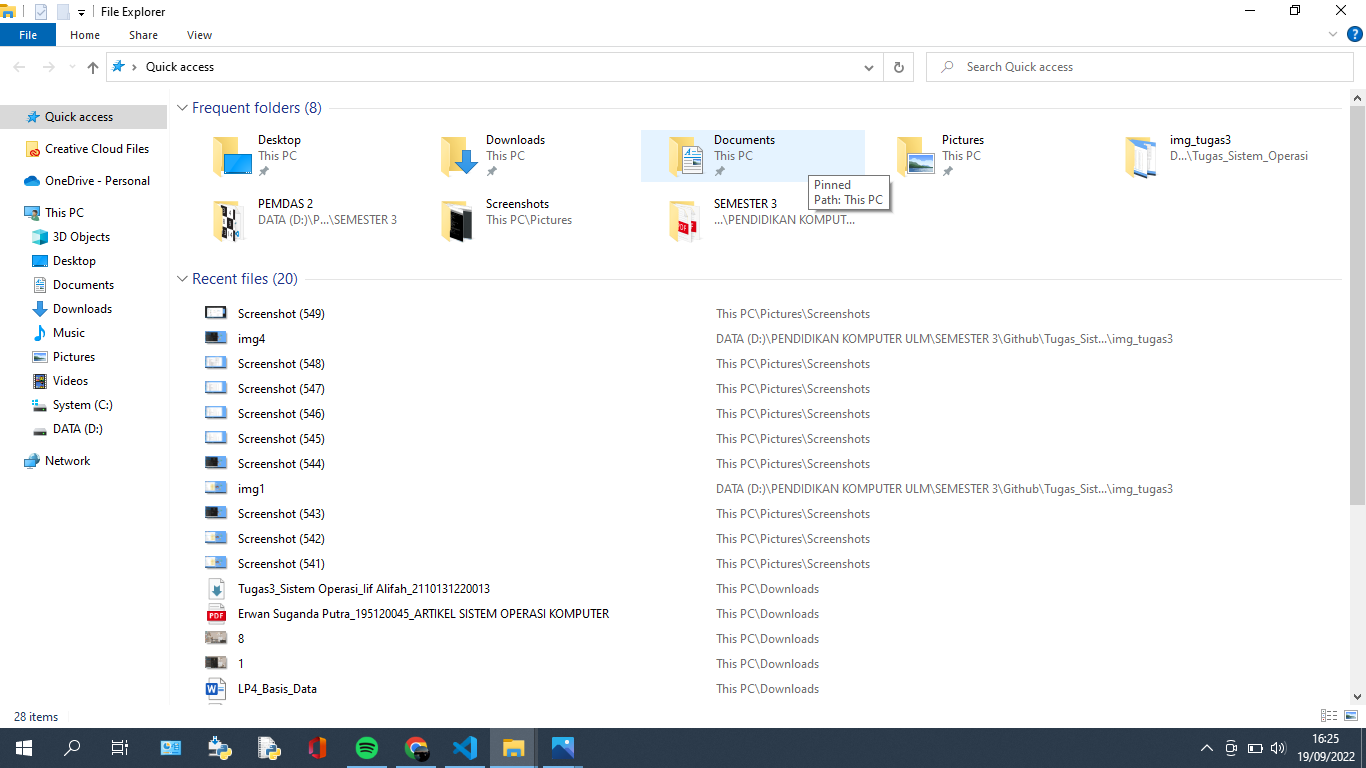 File Explorer
File Home Share View
Quick access
Search Quick access
Quick access
Creative Cloud Files
OneDrive - Personal
This PC
3D Objects
Desktop
Documents
Downloads
Music
Pictures
Videos
System (C:)
DATA (D:)
Network
Frequent folders (8)
Desktop
This PC
Downloads
This PC
Documents
This PC
Pictures
This PC
img_tugas3
D...\Tugas_Sistem_Operasi
Pinned
Path: This PC
PEMDAS 2
DATA (D:)\P...\SEMESTER 3
Screenshots
This PC\Pictures
SEMESTER 3
...\PENDIDIKAN KOMPUT...
Recent files (20)
Screenshot (549) This PC\Pictures\Screenshots
img4 DATA (D:)\PENDIDIKAN KOMPUTER ULM\SEMESTER 3\Github\Tugas_Sist...\img_tugas3
Screenshot (548) This PC\Pictures\Screenshots
Screenshot (547) This PC\Pictures\Screenshots
Screenshot (546) This PC\Pictures\Screenshots
Screenshot (545) This PC\Pictures\Screenshots
Screenshot (544) This PC\Pictures\Screenshots
img1 DATA (D:)\PENDIDIKAN KOMPUTER ULM\SEMESTER 3\Github\Tugas_Sist...\img_tugas3
Screenshot (543) This PC\Pictures\Screenshots
Screenshot (542) This PC\Pictures\Screenshots
Screenshot (541) This PC\Pictures\Screenshots
Tugas3_Sistem Operasi_Iif Alifah_2110131220013 This PC\Downloads
Erwan Suganda Putra_195120045_ARTIKEL SISTEM OPERASI KOMPUTER This PC\Downloads
8 This PC\Downloads
1 This PC\Downloads
LP4_Basis_Data This PC\Downloads
28 items
16:25
19/09/2022